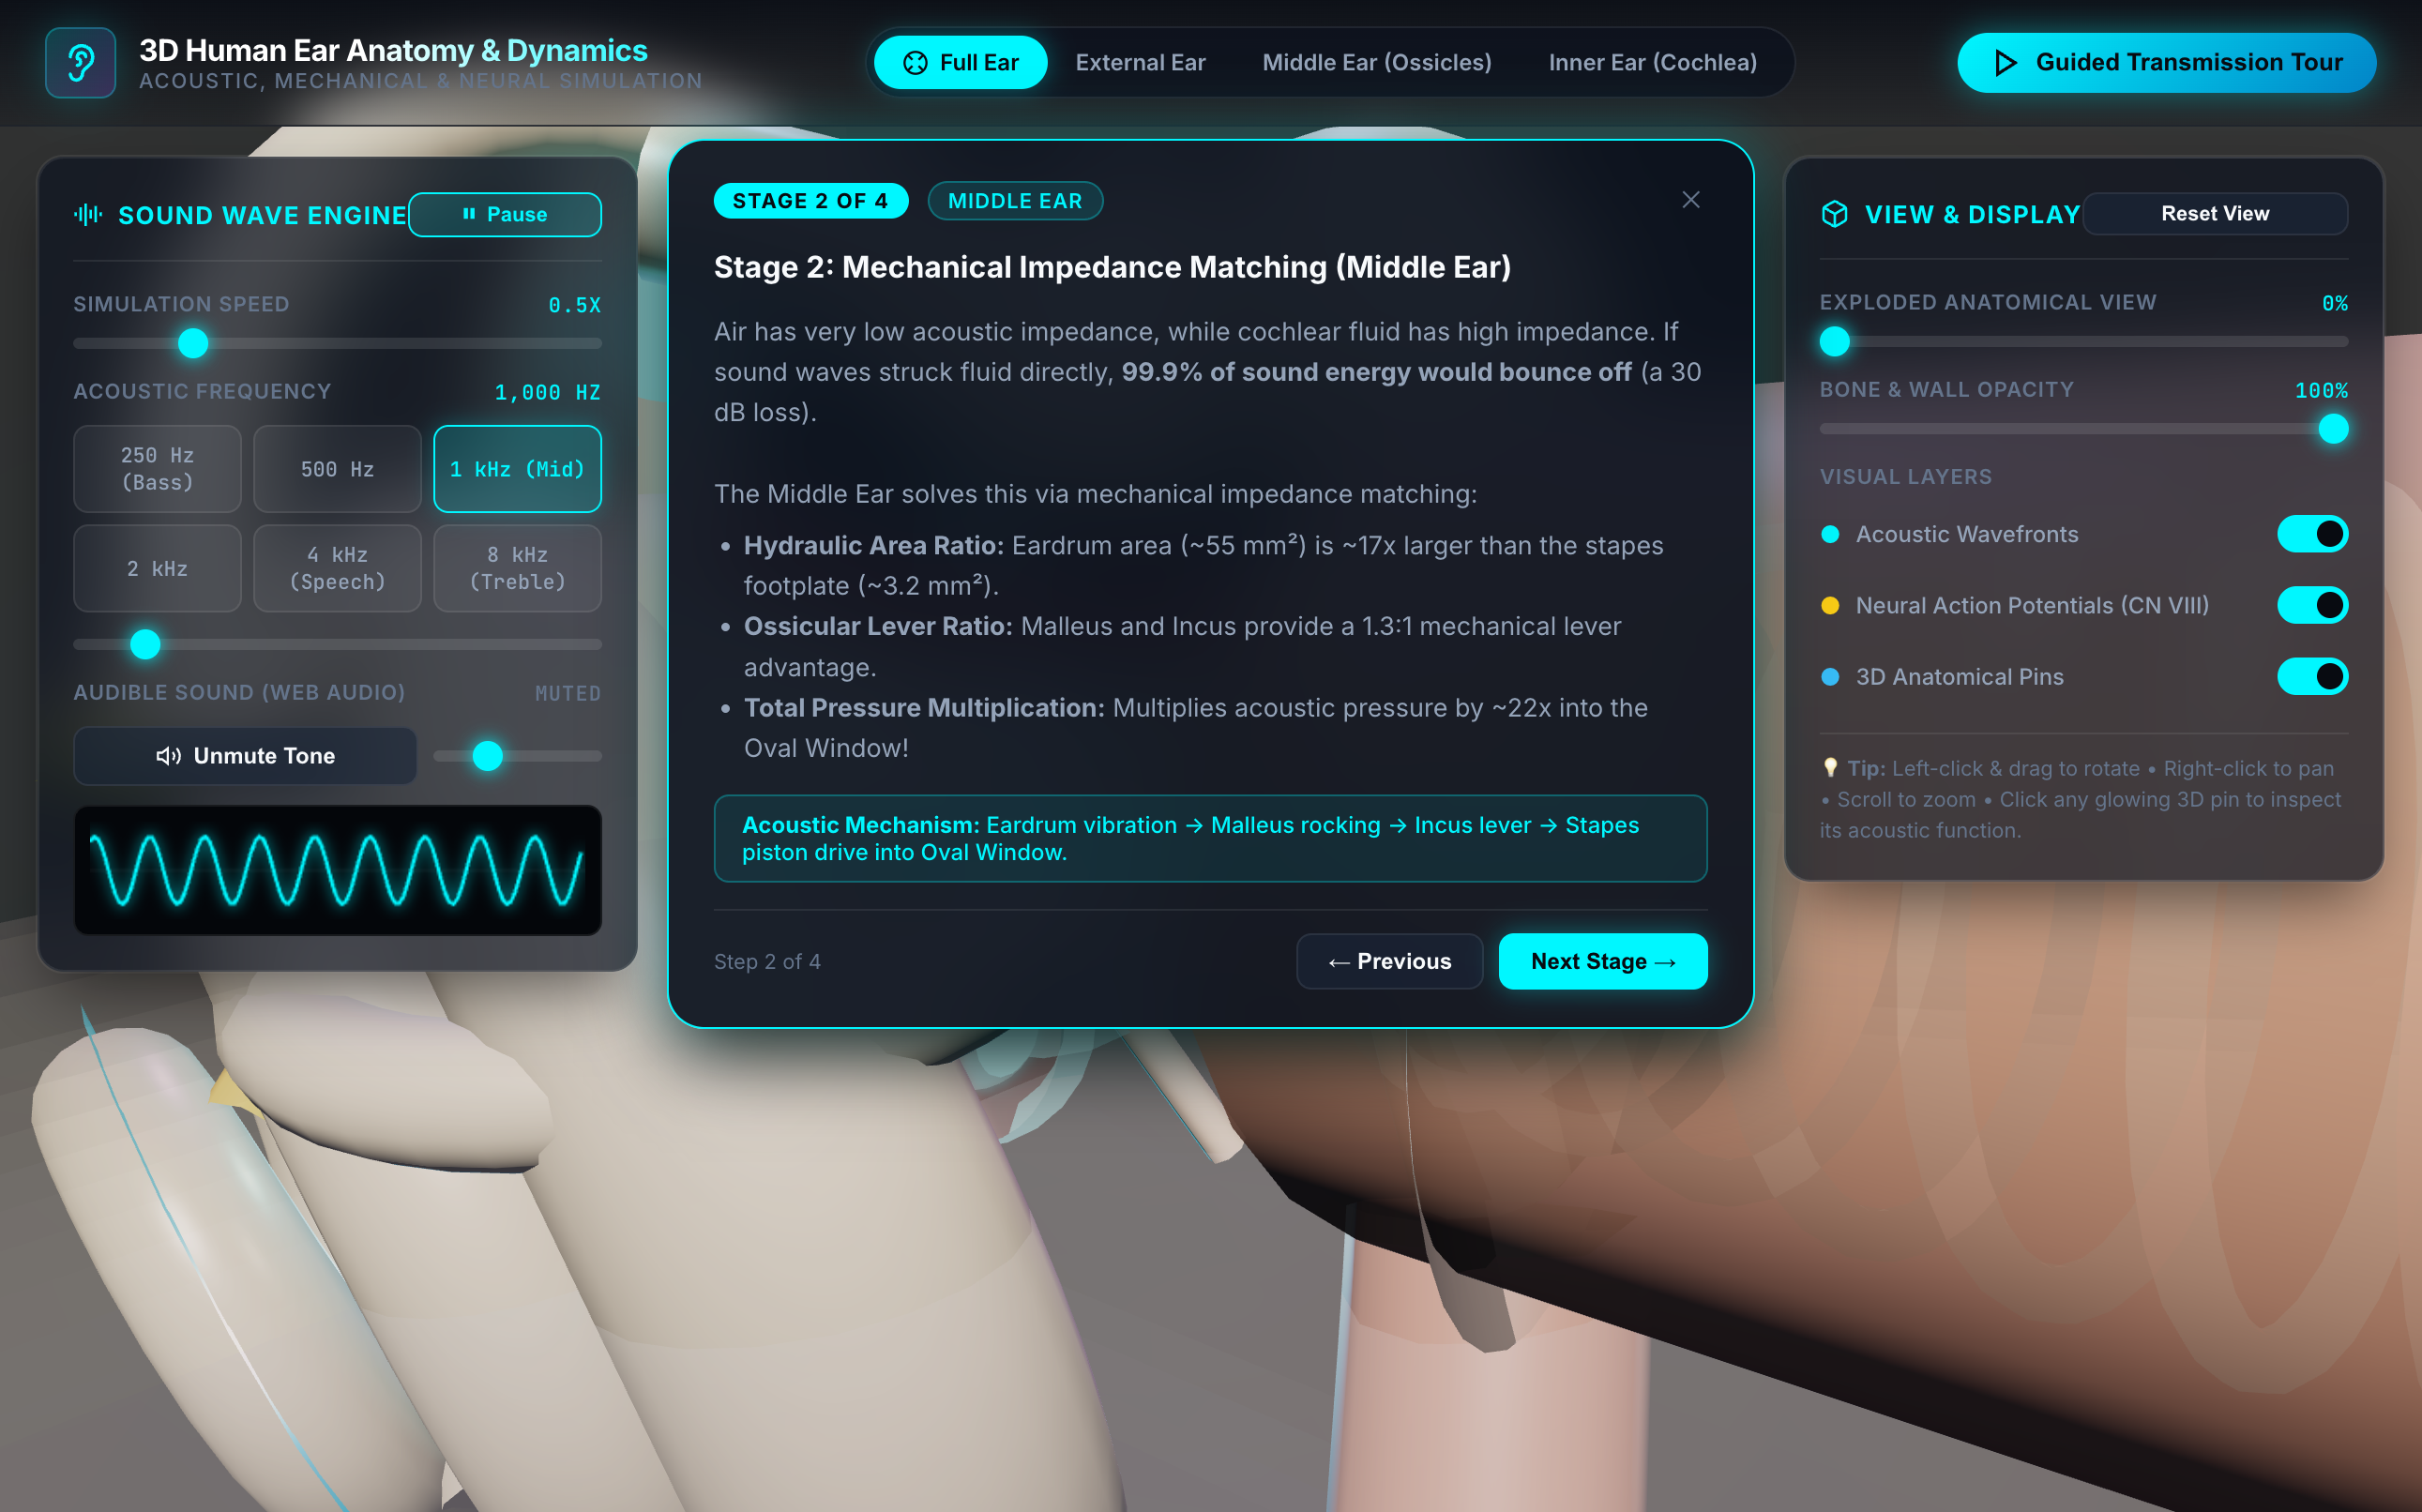 3D Human Ear Anatomy & Dynamics
ACOUSTIC, MECHANICAL & NEURAL SIMULATION
Full Ear
External Ear
Middle Ear (Ossicles)
Inner Ear (Cochlea)
Guided Transmission Tour
SOUND WAVE ENGINE
Pause
SIMULATION SPEED
0.5X
ACOUSTIC FREQUENCY
1,000 HZ
250 Hz
(Bass)
500 Hz
1 kHz (Mid)
2 kHz
4 kHz
(Speech)
8 kHz
(Treble)
AUDIBLE SOUND (WEB AUDIO)
MUTED
Unmute Tone
STAGE 2 OF 4
MIDDLE EAR
Stage 2: Mechanical Impedance Matching (Middle Ear)
Air has very low acoustic impedance, while cochlear fluid has high impedance. If
sound waves struck fluid directly, 99.9% of sound energy would bounce off (a 30
dB loss).
The Middle Ear solves this via mechanical impedance matching:
• Hydraulic Area Ratio: Eardrum area (~55 mm²) is ~17x larger than the stapes
footplate (~3.2 mm²).
• Ossicular Lever Ratio: Malleus and Incus provide a 1.3:1 mechanical lever
advantage.
• Total Pressure Multiplication: Multiplies acoustic pressure by ~22x into the
Oval Window!
Acoustic Mechanism: Eardrum vibration → Malleus rocking → Incus lever → Stapes
piston drive into Oval Window.
Step 2 of 4
← Previous
Next Stage →
VIEW & DISPLAY
Reset View
EXPLODED ANATOMICAL VIEW
0%
BONE & WALL OPACITY
100%
VISUAL LAYERS
Acoustic Wavefronts
Neural Action Potentials (CN VIII)
3D Anatomical Pins
💡 Tip: Left-click & drag to rotate • Right-click to pan
• Scroll to zoom • Click any glowing 3D pin to inspect
its acoustic function.